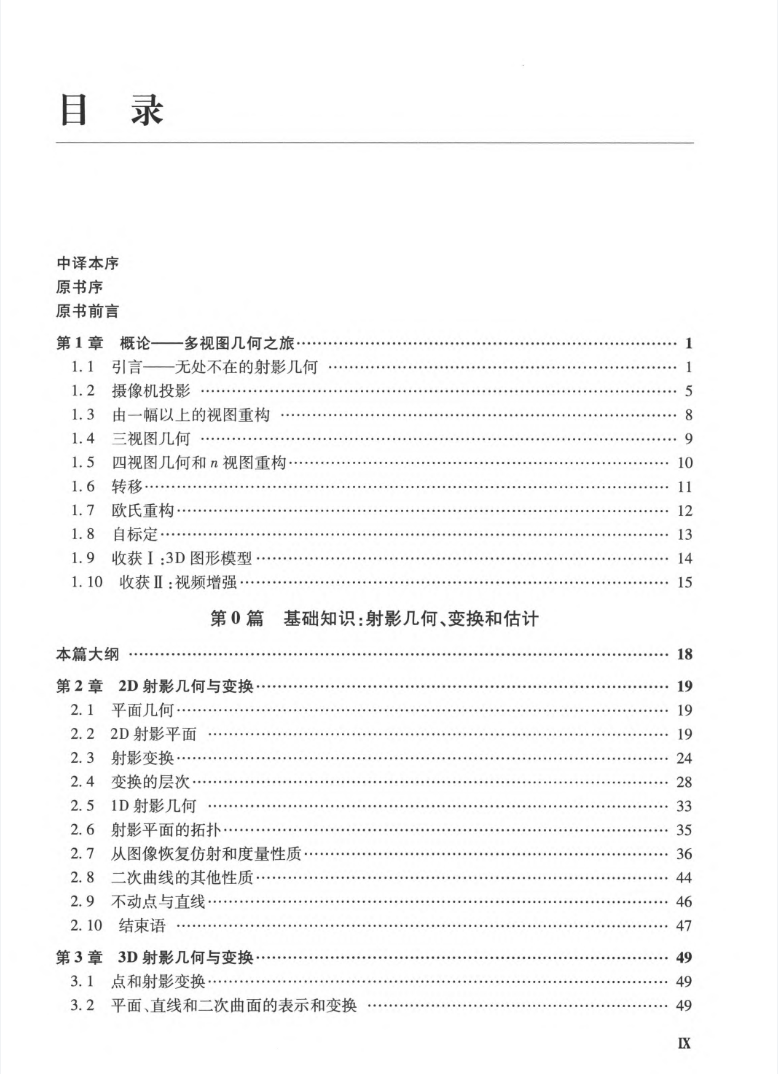 目 录
中译本序
原书序
原书前言
第1章 概论——多视图几何之旅…………1
1.1 引言——无处不在的射影几何…………1
1.2 摄像机投影…………5
1.3 由一幅以上的视图重构…………8
1.4 三视图几何…………9
1.5 四视图几何和n视图重构…………10
1.6 转移…………11
1.7 欧氏重构…………12
1.8 自标定…………13
1.9 收获Ⅰ:3D图形模型…………14
1.10 收获Ⅱ:视频增强…………15
第0篇 基础知识:射影几何、变换和估计
本篇大纲…………18
第2章 2D射影几何与变换…………19
2.1 平面几何…………19
2.2 2D射影平面…………19
2.3 射影变换…………24
2.4 变换的层次…………28
2.5 1D射影几何…………33
2.6 射影平面的拓扑…………35
2.7 从图像恢复仿射和度量性质…………36
2.8 二次曲线的其他性质…………44
2.9 不动点与直线…………46
2.10 结束语…………47
第3章 3D射影几何与变换…………49
3.1 点和射影变换…………49
3.2 平面、直线和二次曲面的表示和变换…………49
Ⅸ